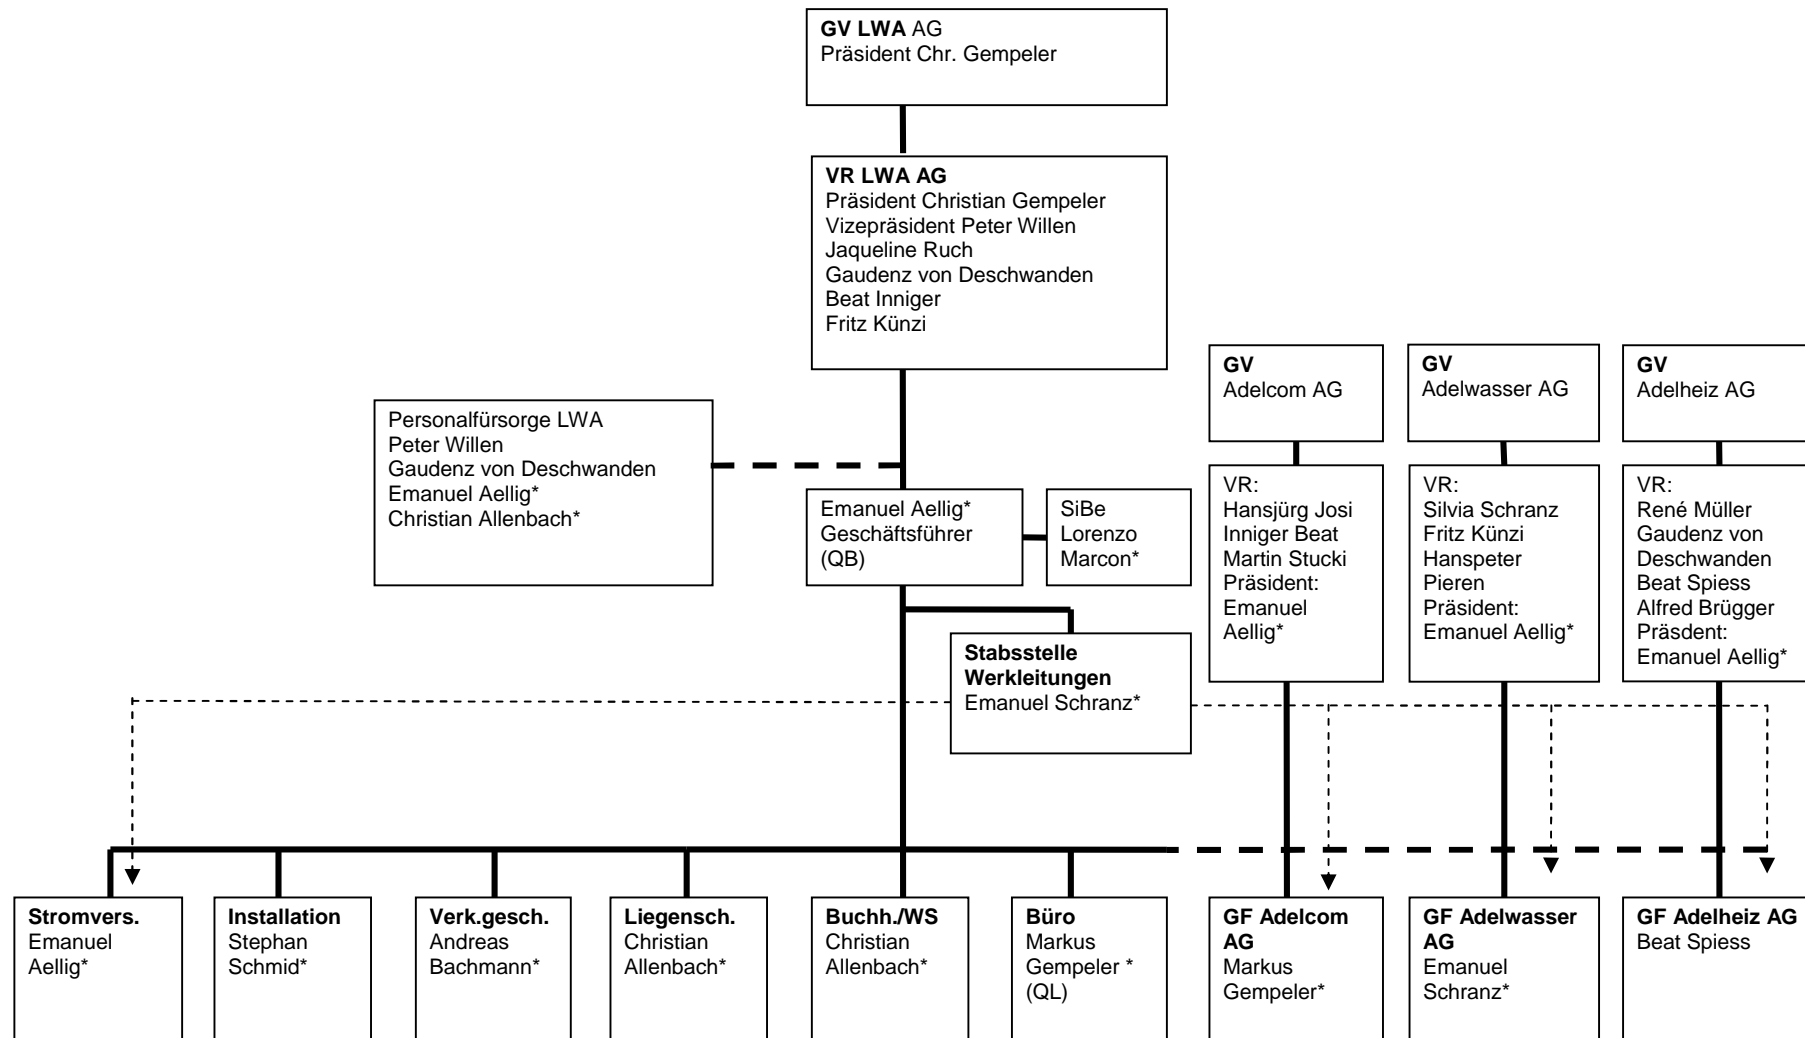 GV LWA AG
Präsident Chr. Gempeler
VR LWA AG
Präsident Christian Gempeler
Vizepräsident Peter Willen
Jaqueline Ruch
Gaudenz von Deschwanden
Beat Inniger
Fritz Künzi
GV
Adelcom AG
GV
Adelwasser AG
GV
Adelheiz AG
Personalfürsorge LWA
Peter Willen
Gaudenz von Deschwanden
Emanuel Aellig*
Christian Allenbach*
Emanuel Aellig*
Geschäftsführer
(QB)
SiBe
Lorenzo
Marcon*
VR:
Hansjürg Josi
Inniger Beat
Martin Stucki
Präsident:
Emanuel
Aellig*
VR:
Silvia Schranz
Fritz Künzi
Hanspeter
Pieren
Präsident:
Emanuel Aellig*
VR:
René Müller
Gaudenz von
Deschwanden
Beat Spiess
Alfred Brügger
Präsdent:
Emanuel Aellig*
Stabsstelle
Werkleitungen
Emanuel Schranz*
Stromvers.
Emanuel
Aellig*
Installation
Stephan
Schmid*
Verk.gesch.
Andreas
Bachmann*
Liegensch.
Christian
Allenbach*
Buchh./WS
Christian
Allenbach*
Büro
Markus
Gempeler *
(QL)
GF Adelcom
AG
Markus
Gempeler*
GF Adelwasser
AG
Emanuel
Schranz*
GF Adelheiz AG
Beat Spiess